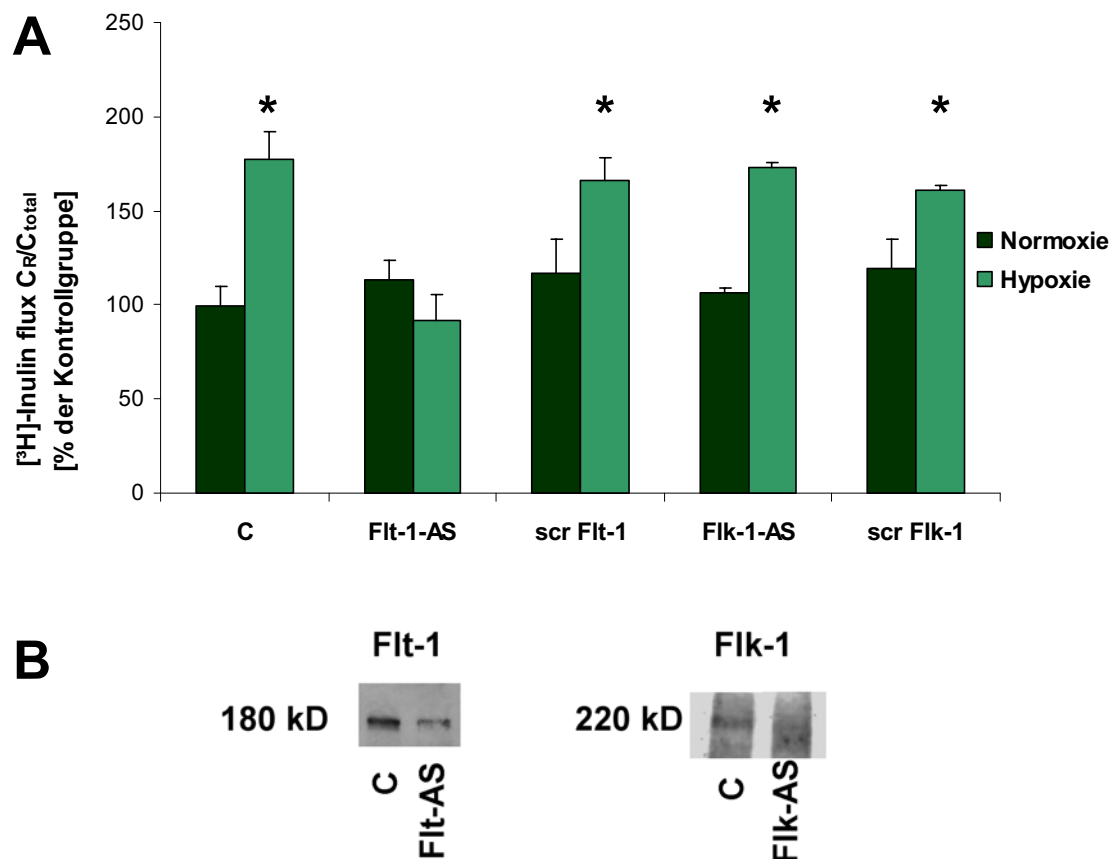 A
250
200
150
100
50
0
[³H]-Inulin flux CR/Ctotal
[% der Kontrollgruppe]
*
*
*
*
Normoxie
Hypoxie
C
Flt-1-AS
scr Flt-1
Flk-1-AS
scr Flk-1
B
Flt-1
Flk-1
180 kD
220 kD
C
Flt-AS
C
Flk-AS